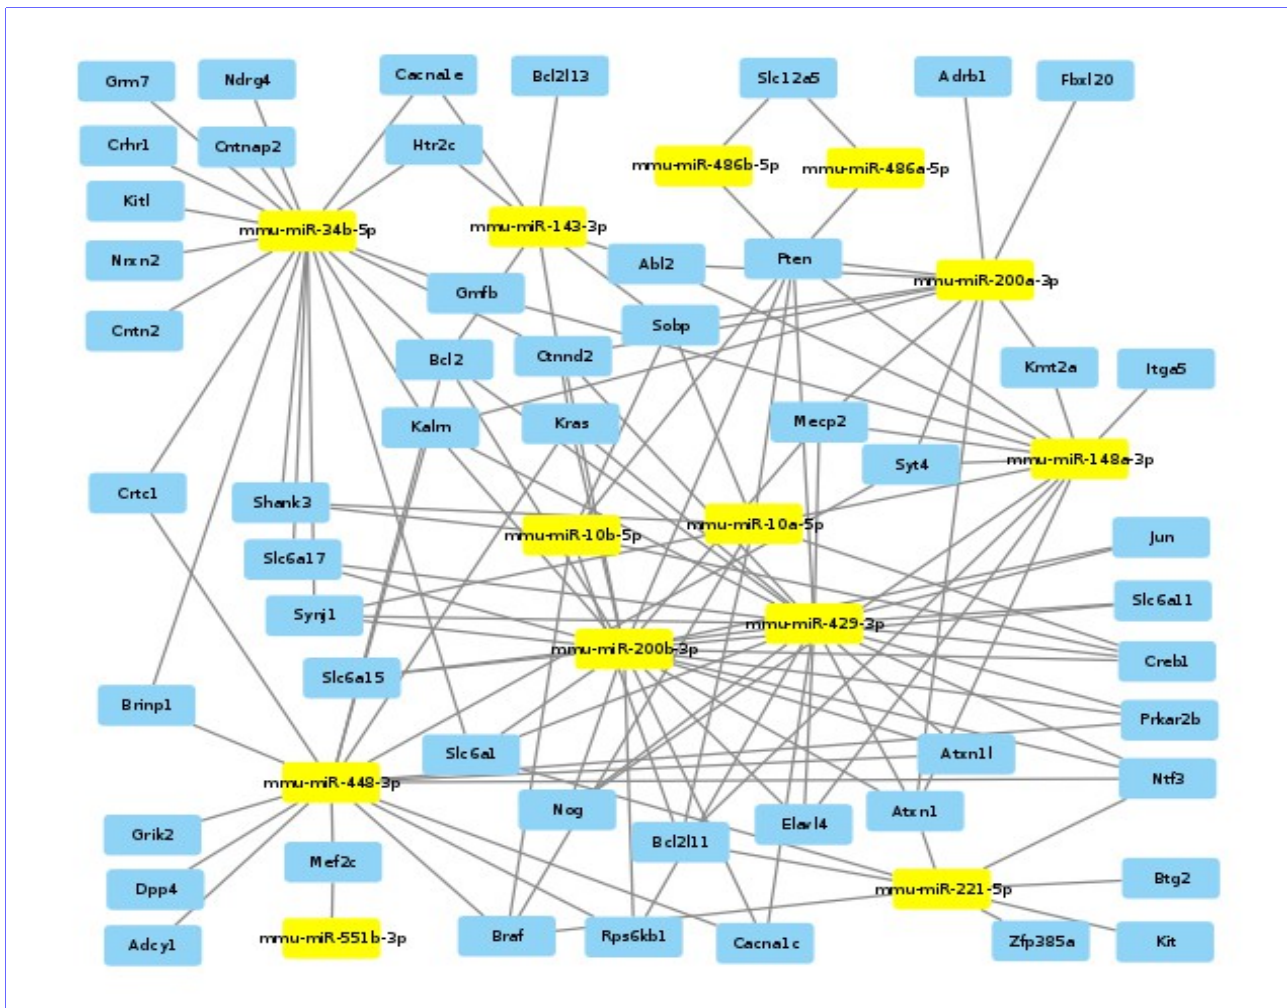 Grm7
Ndrg4
Cacna1e
Bcl2l13
Slc12a5
Adrb1
Fbxl20
Crhr1
Cntnap2
Htr2c
mmu-miR-486b-5p
mmu-miR-486a-5p
Kitl
mmu-miR-34b-5p
mmu-miR-143-3p
Nrxn2
Abl2
Pten
mmu-miR-200a-3p
Gmfb
Cntn2
Sobp
Bcl2
Ctnnd2
Kmt2a
Itga5
Kalrn
Kras
Mecp2
Syt4
mmu-miR-148a-3p
Crtc1
Shank3
mmu-miR-10b-5p
mmu-miR-10a-5p
Jun
Slc6a17
Synj1
Slc6a11
mmu-miR-429-3p
mmu-miR-200b-3p
Creb1
Slc6a15
Brinp1
Prkar2b
Slc6a1
Atxn1l
mmu-miR-448-3p
Ntf3
Nog
Atxn1
Elavl4
Grik2
Bcl2l11
Mef2c
Dpp4
mmu-miR-221-5p
Btg2
Adcy1
mmu-miR-551b-3p
Braf
Rps6kb1
Cacna1c
Zfp385a
Kit